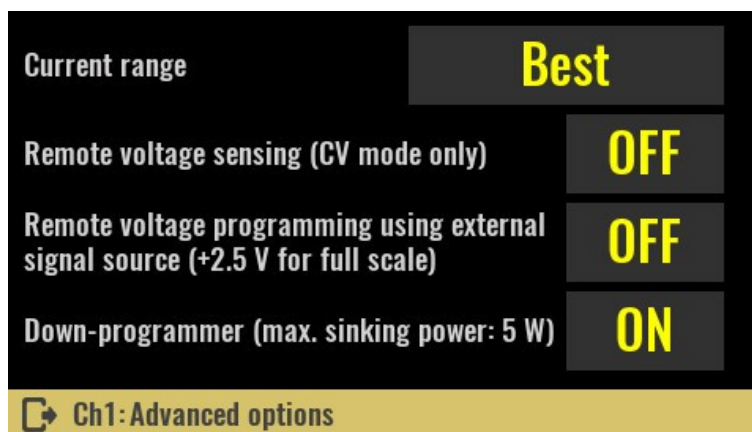 Current range
Best
Remote voltage sensing (CV mode only)
OFF
Remote voltage programming using external
signal source (+2.5 V for full scale)
OFF
Down-programmer (max. sinking power: 5 W)
ON
Ch1: Advanced options